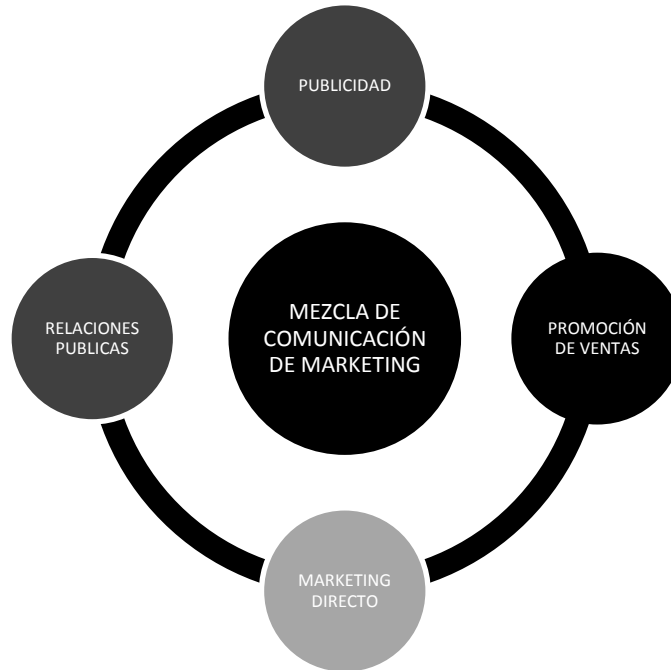 PUBLICIDAD
MEZCLA DE
COMUNICACIÓN
DE MARKETING
RELACIONES
PUBLICAS
PROMOCIÓN
DE VENTAS
MARKETING
DIRECTO